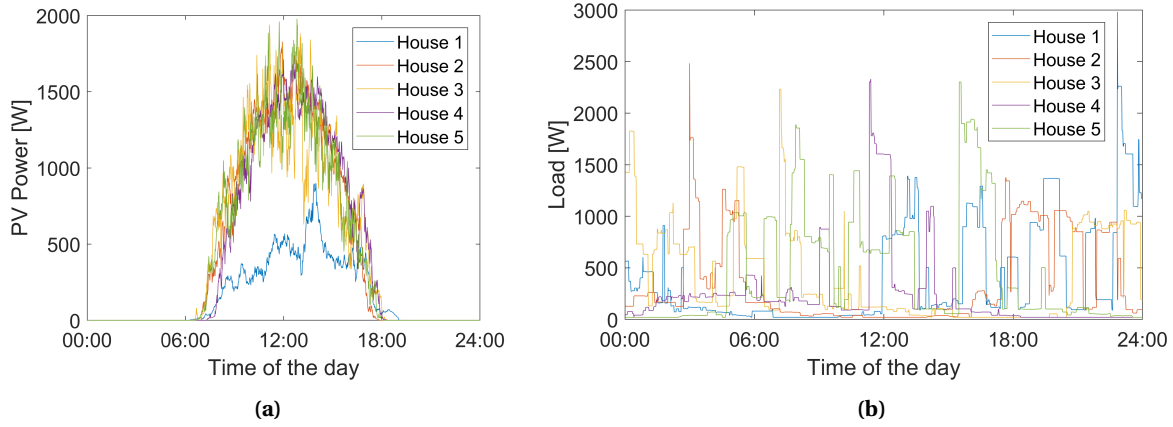 2000
1500
1000
500
0
PV Power [W]
House 1
House 2
House 3
House 4
House 5
00:00 06:00 12:00 18:00 24:00
Time of the day
(a)
3000
2500
2000
1500
1000
500
0
Load [W]
House 1
House 2
House 3
House 4
House 5
00:00 06:00 12:00 18:00 24:00
Time of the day
(b)